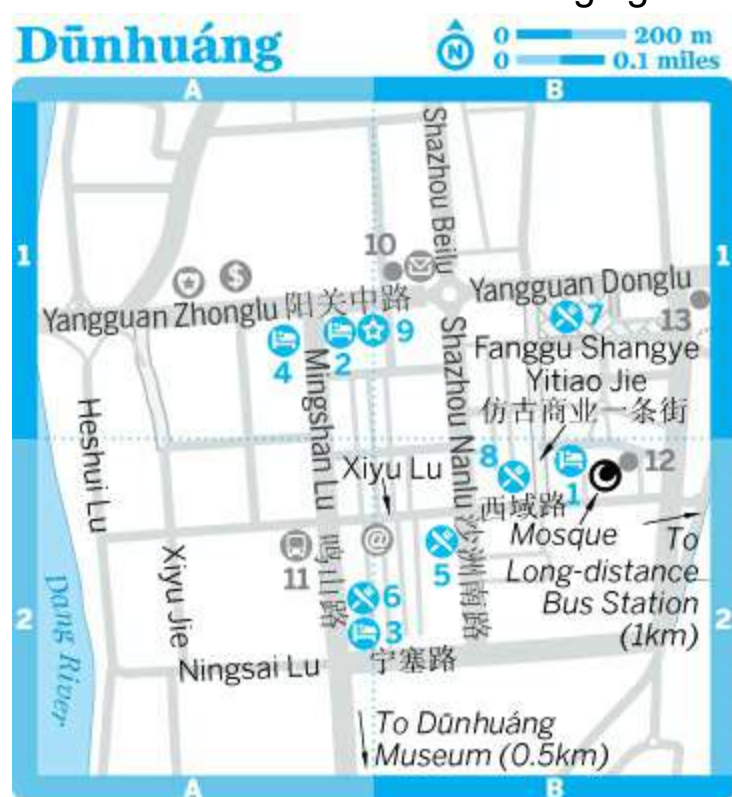 Dūnhuáng
N
0 200 m
0 0.1 miles
A B
1 1
Shazhou Beilu
10
$
Yangguan Zhonglu 阳关中路
Yangguan Donglu
7
13
4
2
9
Fanggu Shangye
Yitiao Jie
仿古商业一条街
Mingshan Lu
Shazhou Nanlu
Heshui Lu
Xiyu Lu
8
1
12
西域路
Mosque
To
Long-distance
Bus Station
(1km)
@
11
5
鸣山路
沙洲南路
Xiyu Jie
6
3
2 2
Dang River
Ningsai Lu
宁塞路
To Dūnhuáng
Museum (0.5km)
A B